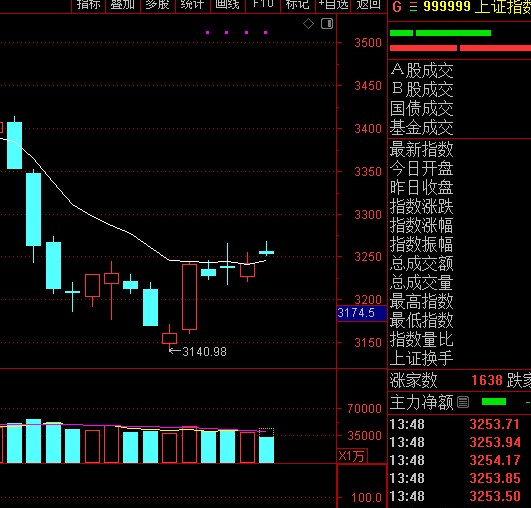 指标 叠加 多股 统计 画线 F10 标记 +自选 返回
G 999999 上证指数
3500
3450
3400
3350
3300
3250
3200
3174.5
3150
←3140.98
70000
35000
X1万
100.0
A股成交
B股成交
国债成交
基金成交
最新指数
今日开盘
昨日收盘
指数涨跌
指数涨幅
指数振幅
总成交额
总成交量
最高指数
最低指数
指数量比
上证换手
涨家数 1638 跌家
主力净额
13:48 3253.71
13:48 3253.94
13:48 3254.17
13:48 3253.85
13:48 3253.50